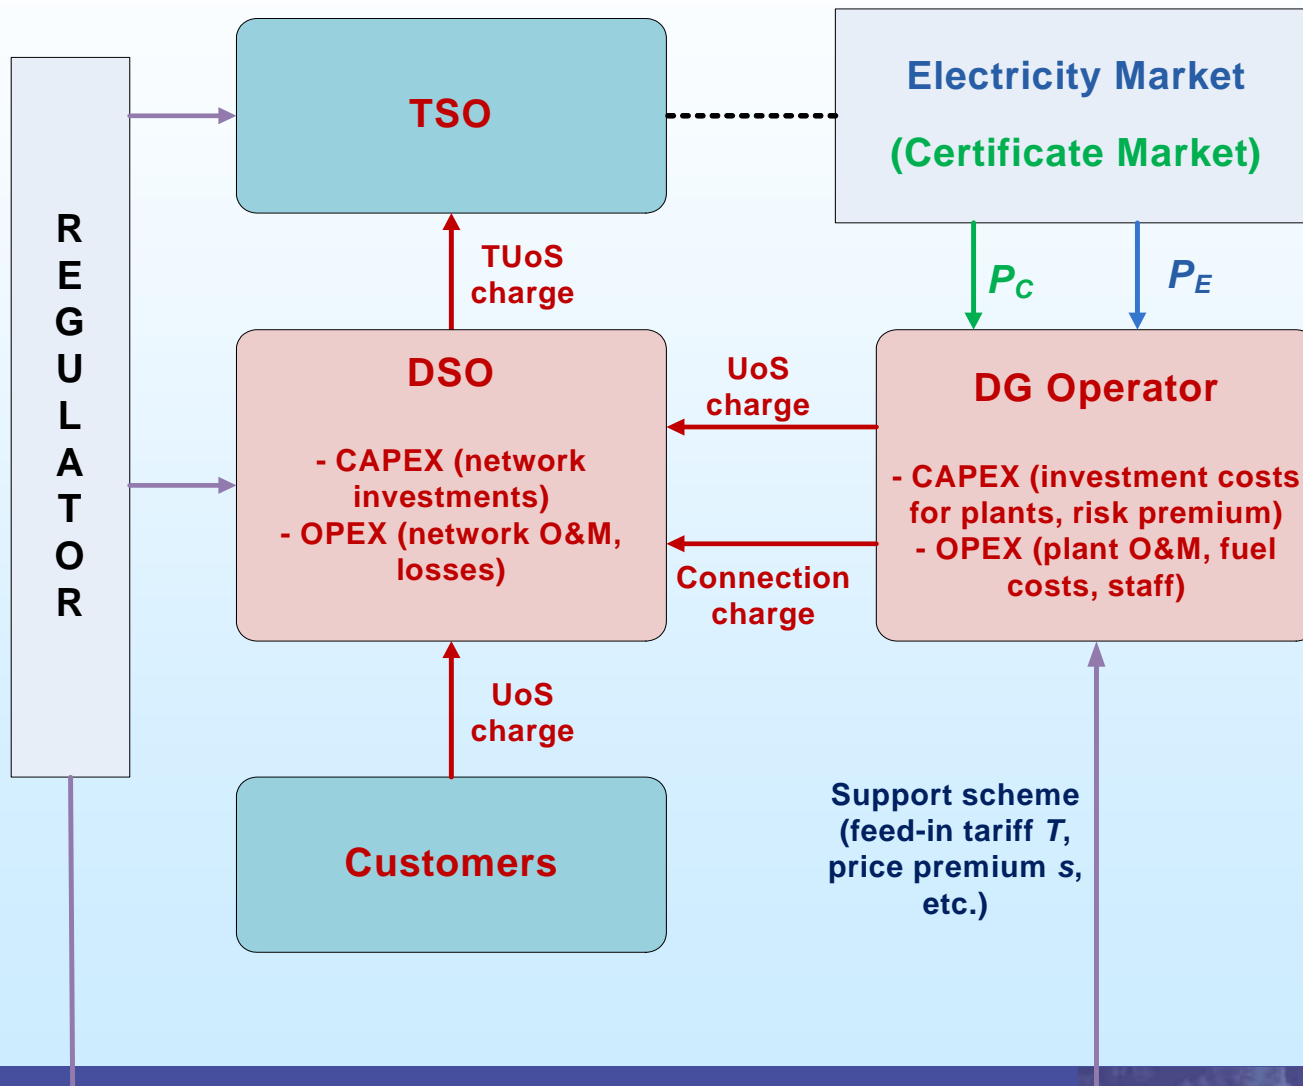 R
E
G
U
L
A
T
O
R
TSO
Electricity Market
(Certificate Market)
TUoS
charge
P_C
P_E
DSO
- CAPEX (network
investments)
- OPEX (network O&M,
losses)
UoS
charge
Connection
charge
DG Operator
- CAPEX (investment costs
for plants, risk premium)
- OPEX (plant O&M, fuel
costs, staff)
UoS
charge
Customers
Support scheme
(feed-in tariff T,
price premium s,
etc.)